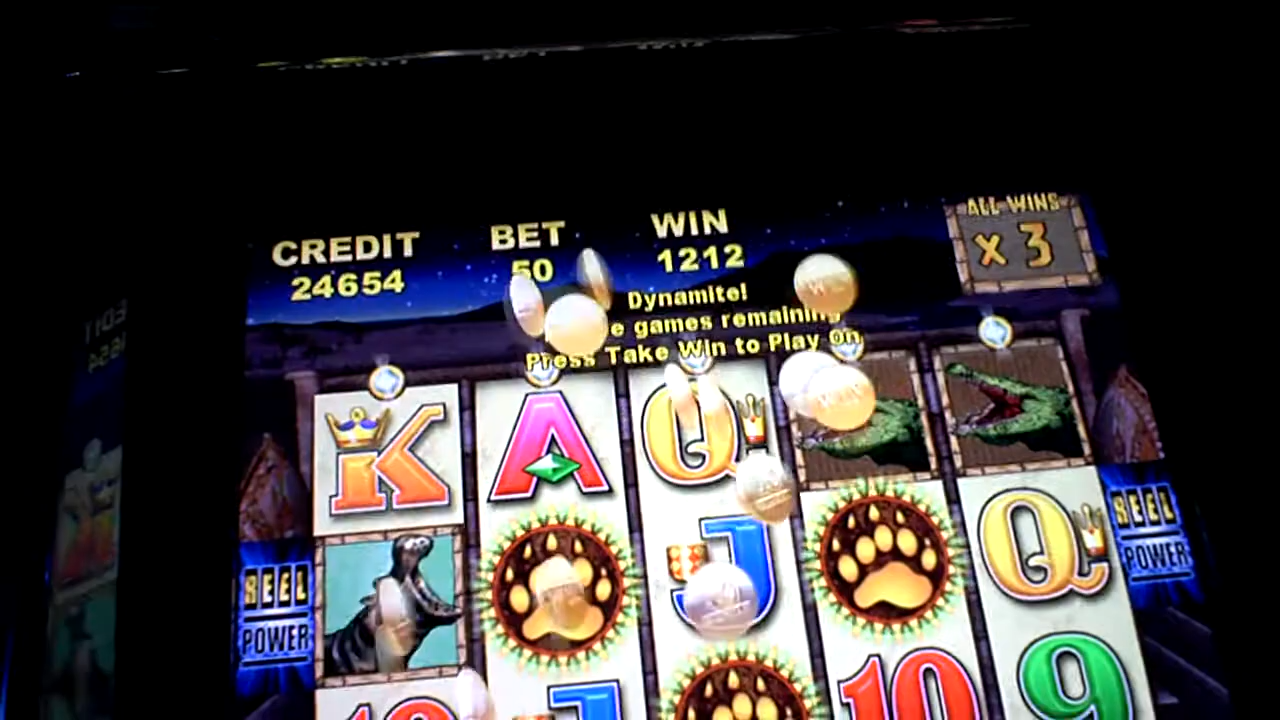 CREDIT BET WIN
24654 50 1212
ALL WINS
x 3
Dynamite!
games remaining
Press Take Win to Play On
K A Q
J Q
REEL POWER
REEL POWER
10 9
J
WIN